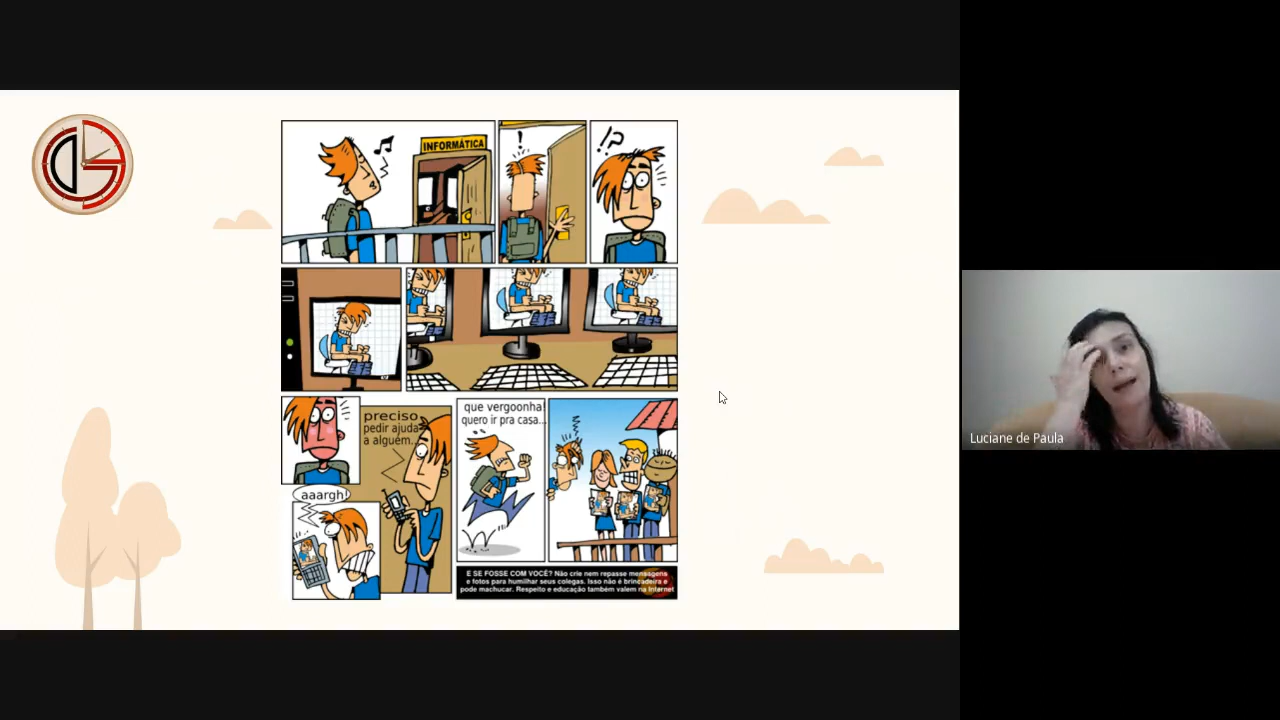 INFORMÁTICA
!
!?
preciso
pedir ajuda
a alguém...
aaargh!
que vergoonha!
quero ir pra casa...
E SE FOSSE COM VOCÊ? Não crie nem repasse mensagens
e fotos para humilhar seus colegas. Isso não é brincadeira e
pode machucar. Respeito e educação também valem na Internet
Luciane de Paula